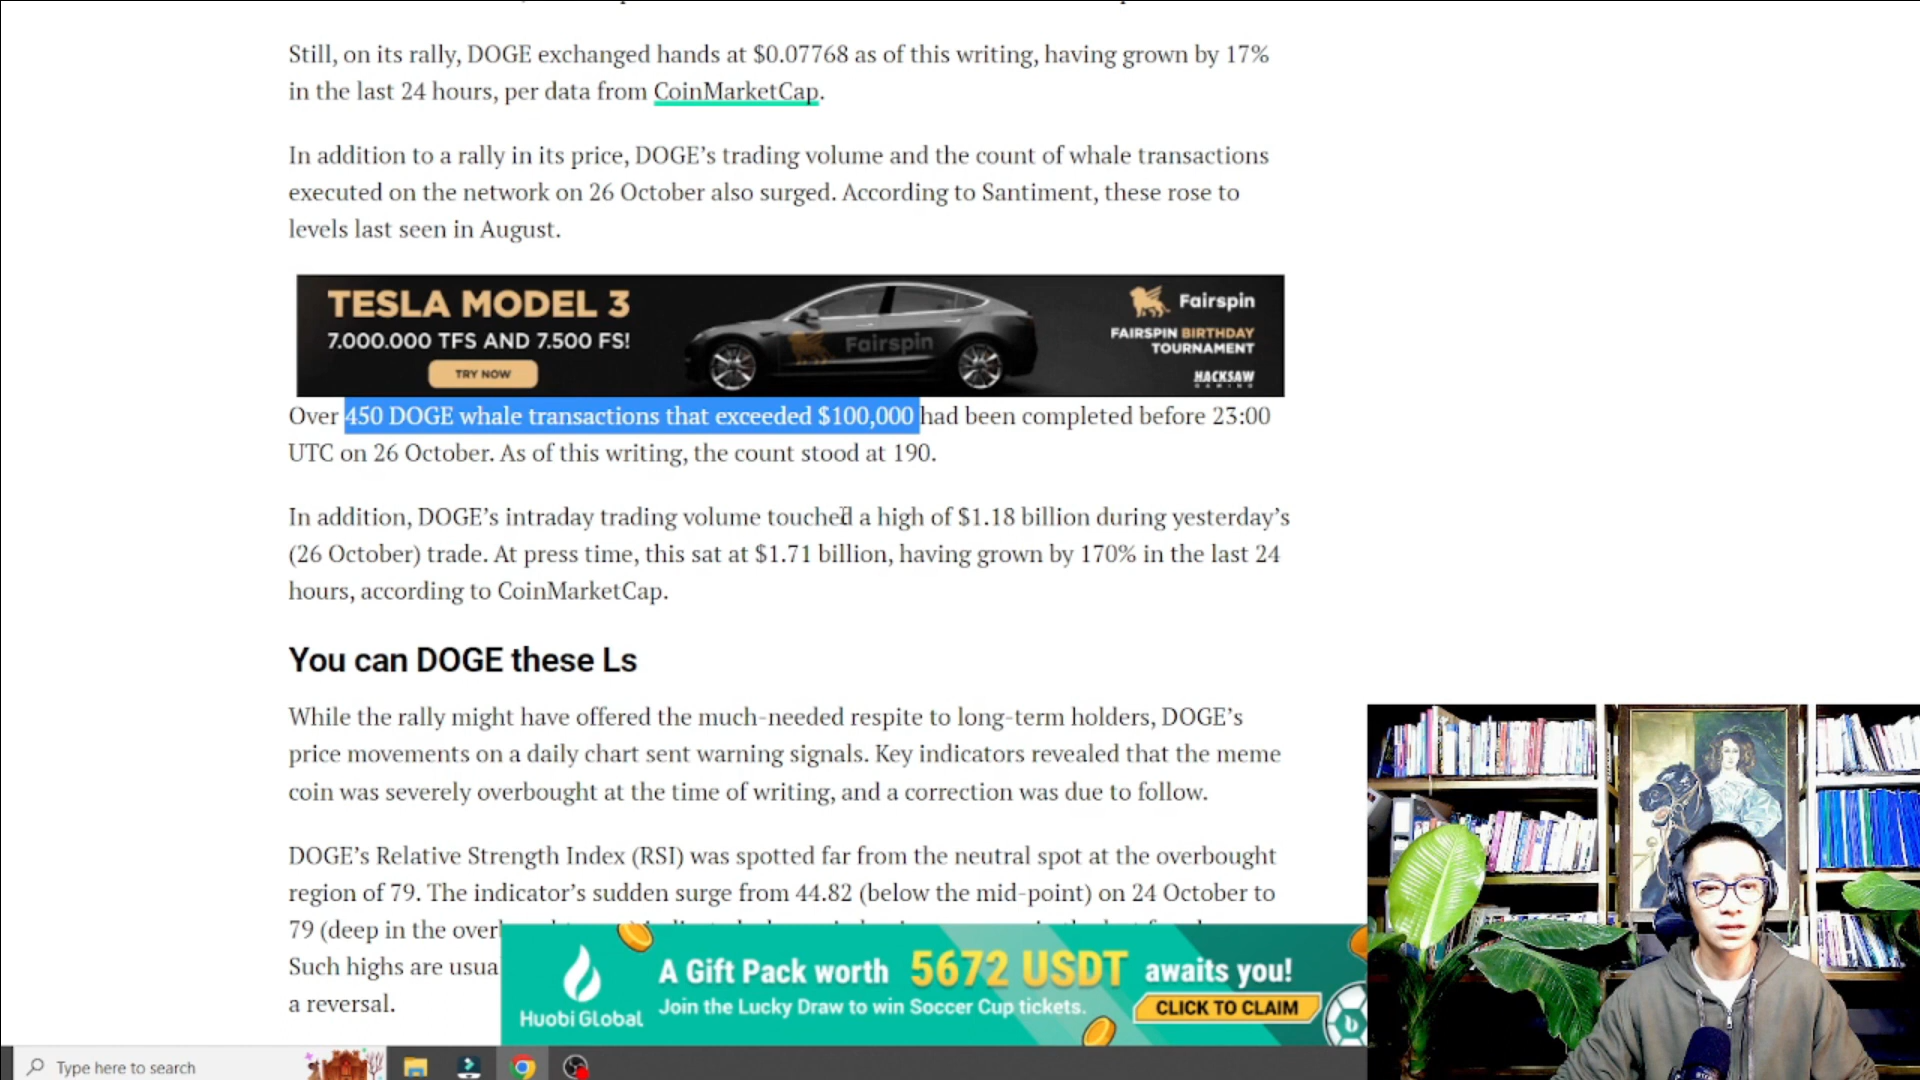 Still, on its rally, DOGE exchanged hands at $0.07768 as of this writing, having grown by 17%
in the last 24 hours, per data from CoinMarketCap.
In addition to a rally in its price, DOGE’s trading volume and the count of whale transactions
executed on the network on 26 October also surged. According to Santiment, these rose to
levels last seen in August.
TESLA MODEL 3
7.000.000 TFS AND 7.500 FS!
TRY NOW
Fairspin
Fairspin
FAIRSPIN BIRTHDAY
TOURNAMENT
HACKSAW
GAMING
Over 450 DOGE whale transactions that exceeded $100,000 had been completed before 23:00
UTC on 26 October. As of this writing, the count stood at 190.
In addition, DOGE’s intraday trading volume touched a high of $1.18 billion during yesterday’s
(26 October) trade. At press time, this sat at $1.71 billion, having grown by 170% in the last 24
hours, according to CoinMarketCap.
You can DOGE these Ls
While the rally might have offered the much-needed respite to long-term holders, DOGE’s
price movements on a daily chart sent warning signals. Key indicators revealed that the meme
coin was severely overbought at the time of writing, and a correction was due to follow.
DOGE’s Relative Strength Index (RSI) was spotted far from the neutral spot at the overbought
region of 79. The indicator’s sudden surge from 44.82 (below the mid-point) on 24 October to
79 (deep in the over
Such highs are usua
a reversal.
Huobi Global
A Gift Pack worth 5672 USDT awaits you!
Join the Lucky Draw to win Soccer Cup tickets.
CLICK TO CLAIM
Type here to search